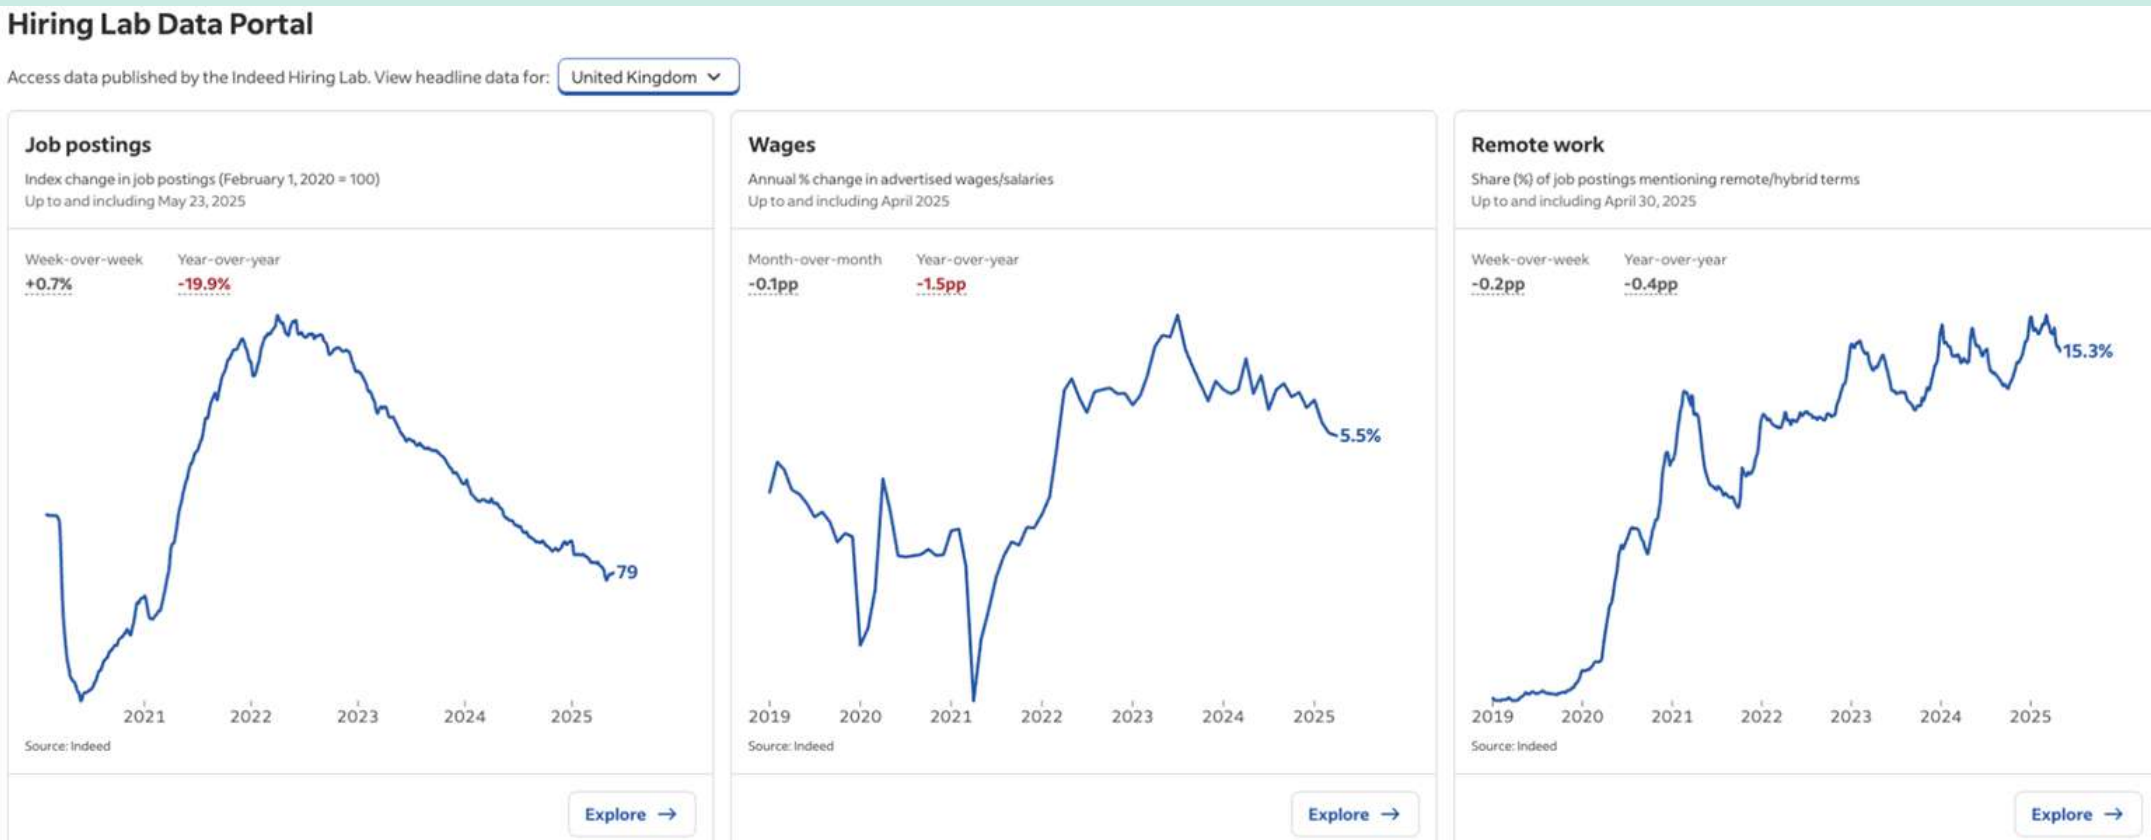 Hiring Lab Data Portal
Access data published by the Indeed Hiring Lab. View headline data for: United Kingdom
Job postings
Index change in job postings (February 1, 2020 = 100)
Up to and including May 23, 2025
Week-over-week Year-over-year
+0.7% -19.9%
79
2021 2022 2023 2024 2025
Source: Indeed
Explore →
Wages
Annual % change in advertised wages/salaries
Up to and including April 2025
Month-over-month Year-over-year
-0.1pp -1.5pp
5.5%
2019 2020 2021 2022 2023 2024 2025
Source: Indeed
Explore →
Remote work
Share (%) of job postings mentioning remote/hybrid terms
Up to and including April 30, 2025
Week-over-week Year-over-year
-0.2pp -0.4pp
15.3%
2019 2020 2021 2022 2023 2024 2025
Source: Indeed
Explore →